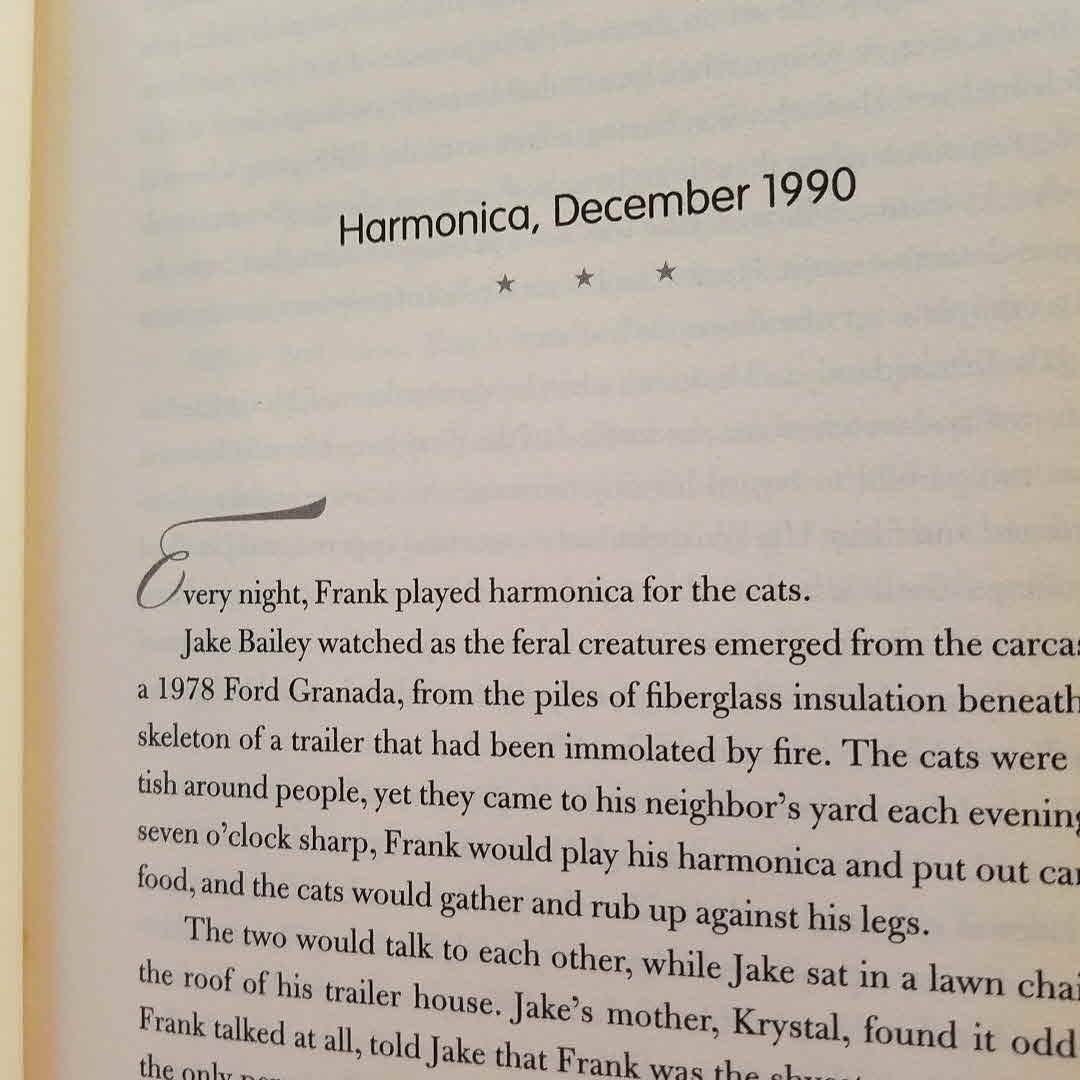 Harmonica, December 1990
★ ★ ★
Every night, Frank played harmonica for the cats.
Jake Bailey watched as the feral creatures emerged from the carcas
a 1978 Ford Granada, from the piles of fiberglass insulation beneath
skeleton of a trailer that had been immolated by fire. The cats were
tish around people, yet they came to his neighbor's yard each evening
seven o'clock sharp, Frank would play his harmonica and put out can
food, and the cats would gather and rub up against his legs.
The two would talk to each other, while Jake sat in a lawn chai
the roof of his trailer house. Jake's mother, Krystal, found it odd
Frank talked at all, told Jake that Frank was the
the only